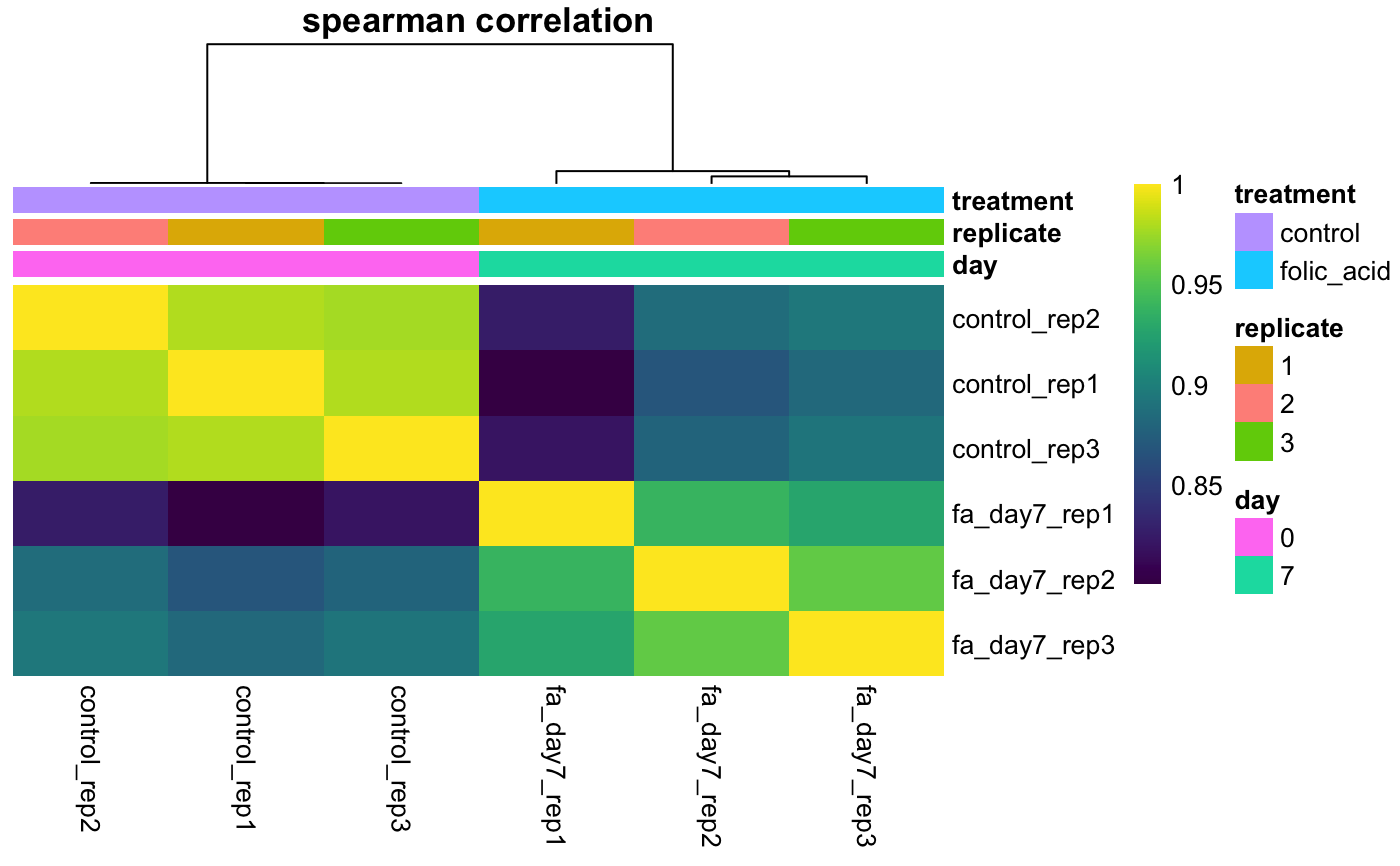 spearman correlation
treatment
replicate
day
control_rep2
control_rep1
control_rep3
fa_day7_rep1
fa_day7_rep2
fa_day7_rep3
control_rep2
control_rep1
control_rep3
fa_day7_rep1
fa_day7_rep2
fa_day7_rep3
1
0.95
0.9
0.85
treatment
control
folic_acid
replicate
1
2
3
day
0
7